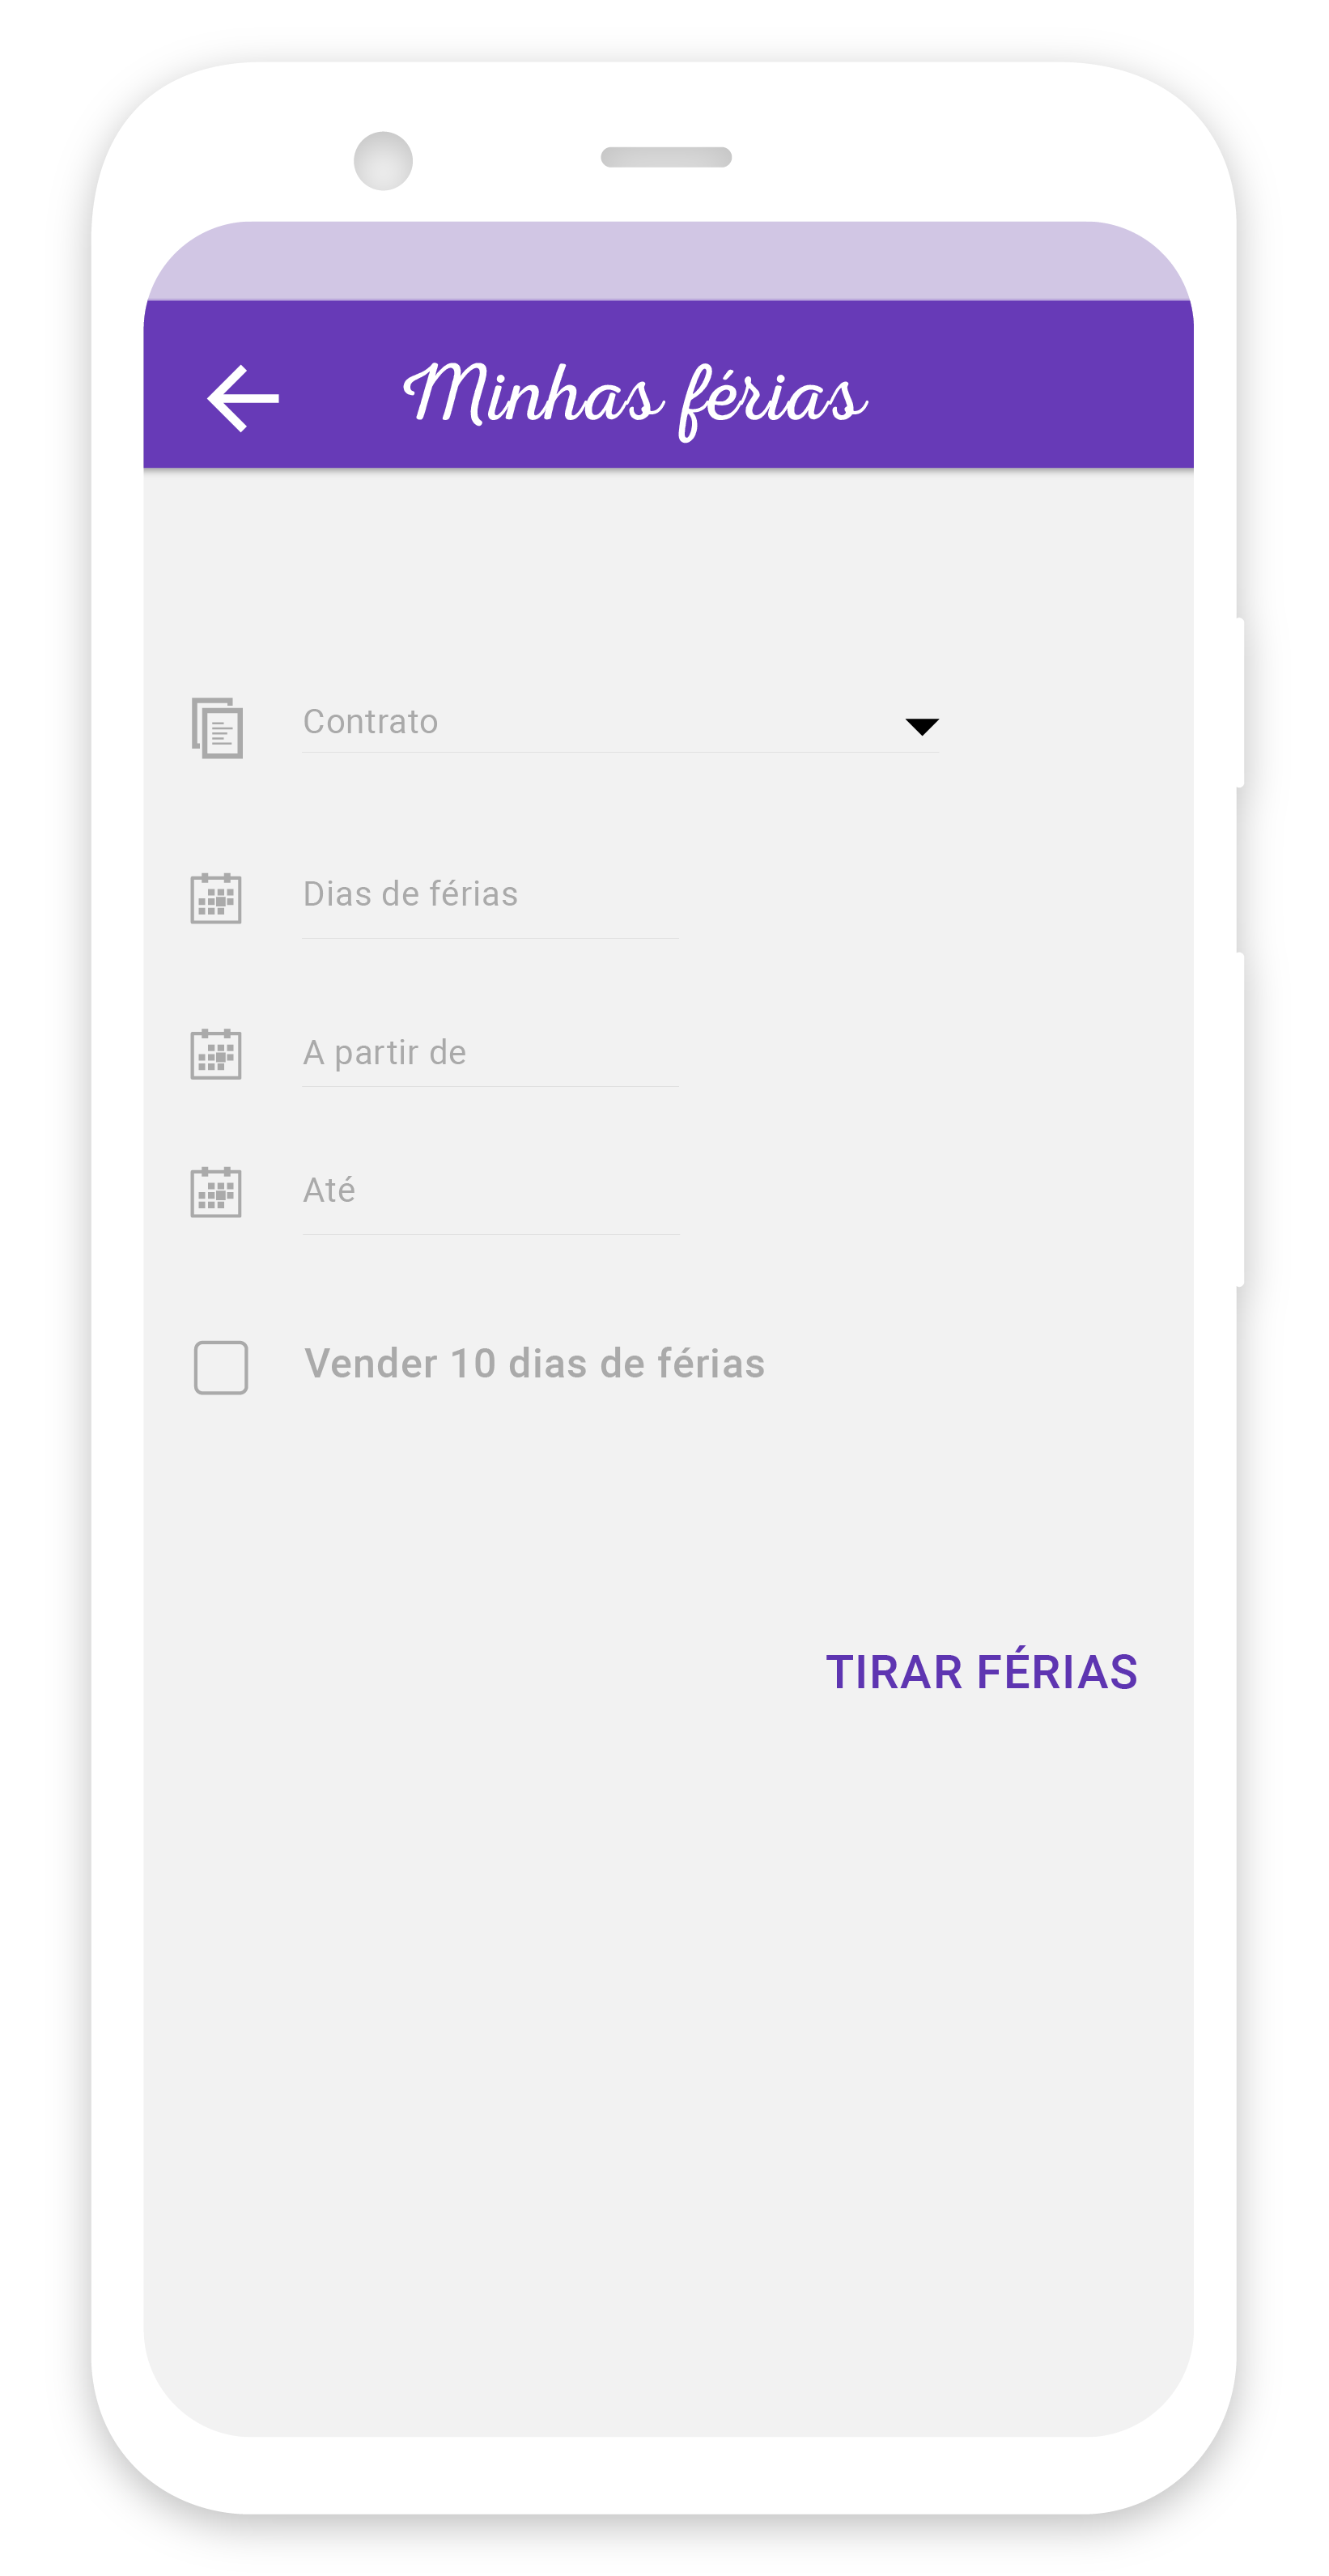 Minhas férias
Contrato
Dias de férias
A partir de
Até
Vender 10 dias de férias
TIRAR FÉRIAS